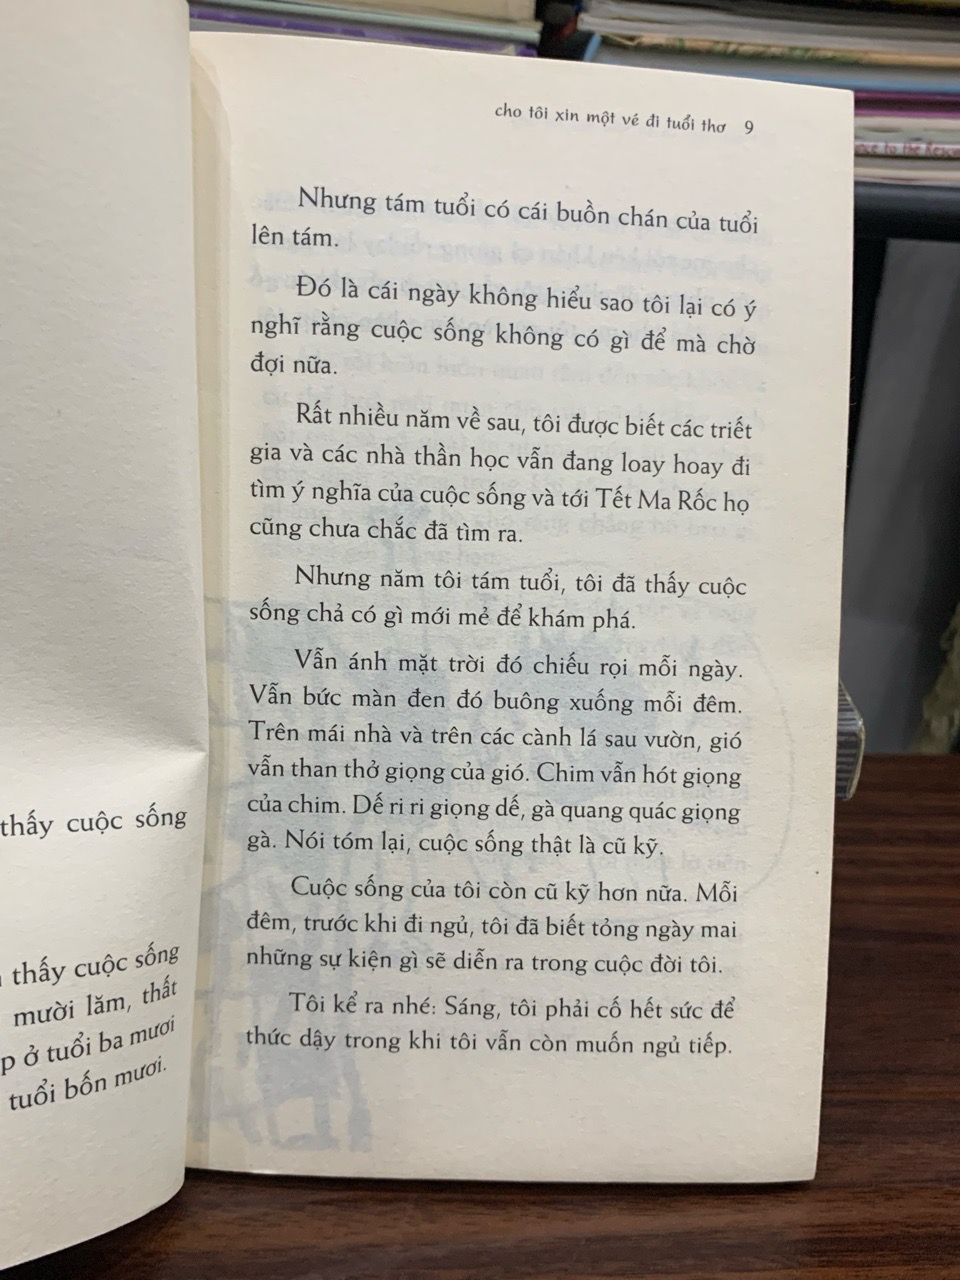 thấy cuộc sống
thấy cuộc sống
mười lăm, thất
ở tuổi ba mươi
tuổi bốn mươi.
cho tôi xin một vé đi tuổi thơ 9
Nhưng tám tuổi có cái buồn chán của tuổi
lên tám.
Đó là cái ngày không hiểu sao tôi lại có ý
nghĩ rằng cuộc sống không có gì để mà chờ
đợi nữa.
Rất nhiều năm về sau, tôi được biết các triết
gia và các nhà thần học vẫn đang loay hoay đi
tìm ý nghĩa của cuộc sống và tới Tết Ma Rốc họ
cũng chưa chắc đã tìm ra.
Nhưng năm tôi tám tuổi, tôi đã thấy cuộc
sống chả có gì mới mẻ để khám phá.
Vẫn ánh mặt trời đó chiếu rọi mỗi ngày.
Vẫn bức màn đen đó buông xuống mỗi đêm.
Trên mái nhà và trên các cành lá sau vườn, gió
vẫn than thở giọng của gió. Chim vẫn hót giọng
của chim. Dế ri ri giọng dế, gà quang quác giọng
gà. Nói tóm lại, cuộc sống thật là cũ kỹ.
Cuộc sống của tôi còn cũ kỹ hơn nữa. Mỗi
đêm, trước khi đi ngủ, tôi đã biết tỏng ngày mai
những sự kiện gì sẽ diễn ra trong cuộc đời tôi.
Tôi kể ra nhé: Sáng, tôi phải cố hết sức để
thức dậy trong khi tôi vẫn còn muốn ngủ tiếp.
to the Rescue